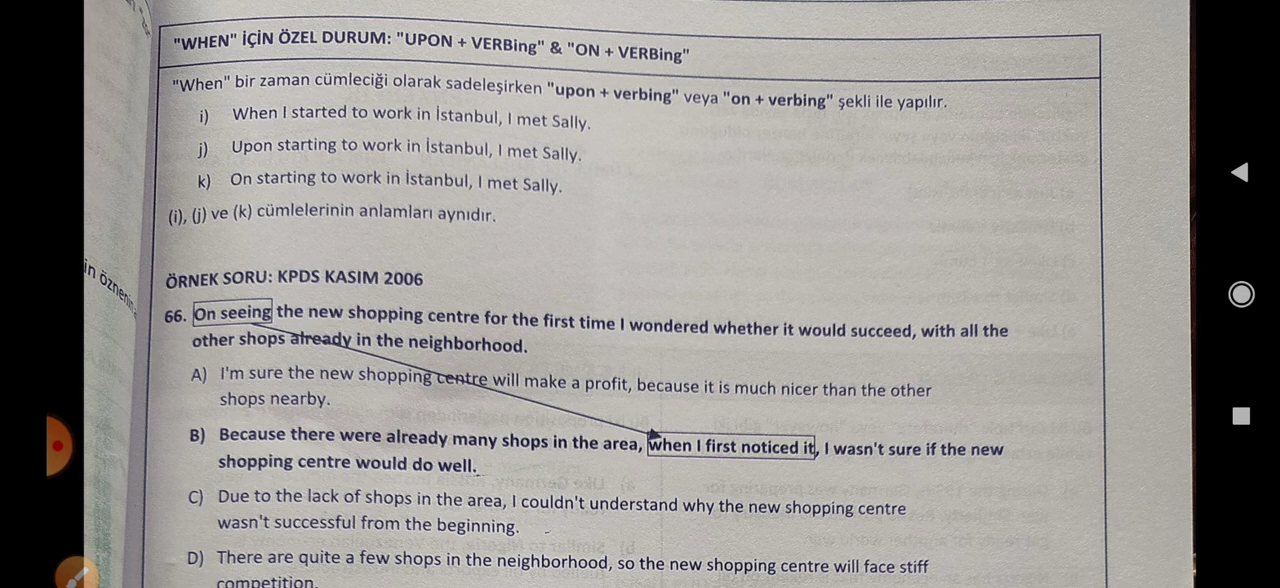 "WHEN" İÇİN ÖZEL DURUM: "UPON + VERBing" & "ON + VERBing"
"When" bir zaman cümleciği olarak sadeleşirken "upon + verbing" veya "on + verbing" şekli ile yapılır.
i) When I started to work in İstanbul, I met Sally.
j) Upon starting to work in İstanbul, I met Sally.
k) On starting to work in İstanbul, I met Sally.
(i), (j) ve (k) cümlelerinin anlamları aynıdır.
in öznenin
ÖRNEK SORU: KPDS KASIM 2006
66. On seeing the new shopping centre for the first time I wondered whether it would succeed, with all the
other shops already in the neighborhood.
A) I'm sure the new shopping centre will make a profit, because it is much nicer than the other
shops nearby.
B) Because there were already many shops in the area, when I first noticed it, I wasn't sure if the new
shopping centre would do well.
C) Due to the lack of shops in the area, I couldn't understand why the new shopping centre
wasn't successful from the beginning.
D) There are quite a few shops in the neighborhood, so the new shopping centre will face stiff
competition.